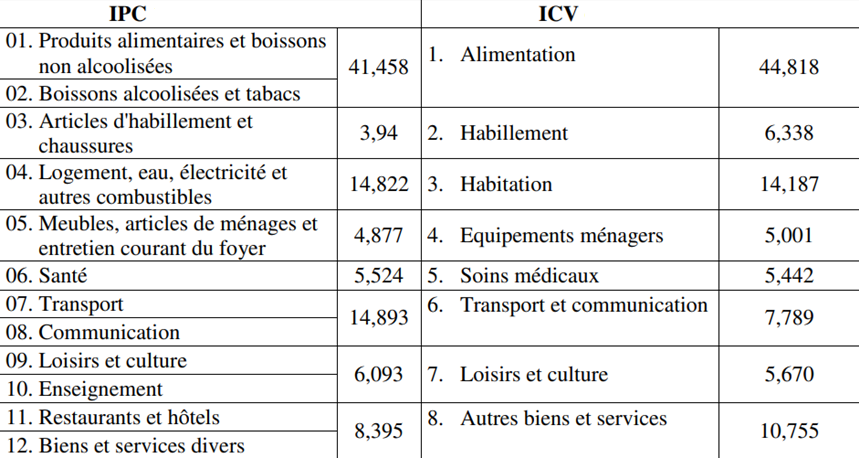 IPC ICV
01. Produits alimentaires et boissons
non alcoolisées
41,458
1. Alimentation
44,818
02. Boissons alcoolisées et tabacs
03. Articles d'habillement et
chaussures
3,94
2. Habillement
6,338
04. Logement, eau, électricité et
autres combustibles
14,822
3. Habitation
14,187
05. Meubles, articles de ménages et
entretien courant du foyer
4,877
4. Equipements ménagers
5,001
06. Santé
5,524
5. Soins médicaux
5,442
07. Transport
14,893
6. Transport et communication
7,789
08. Communication
09. Loisirs et culture
6,093
7. Loisirs et culture
5,670
10. Enseignement
11. Restaurants et hôtels
8,395
8. Autres biens et services
10,755
12. Biens et services divers